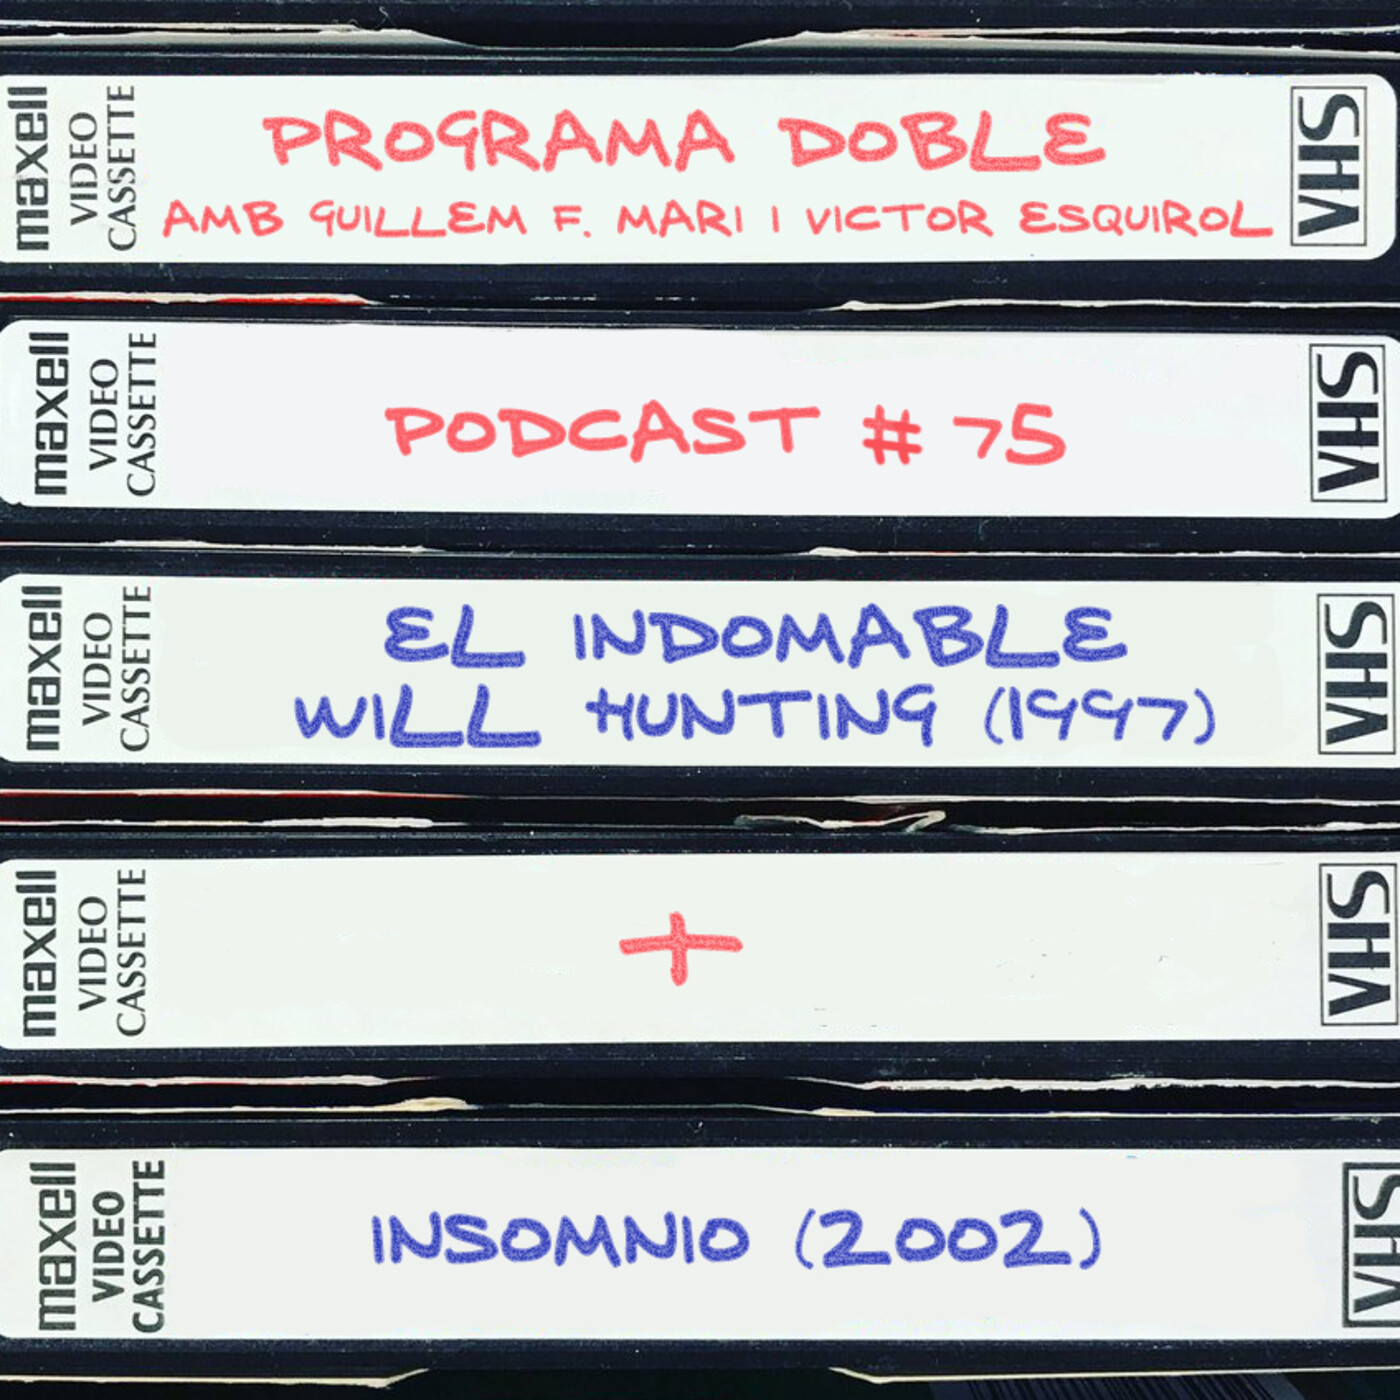 maxell
VIDEO
CASSETTE
PROGRAMA DOBLE
AMB GUILLEM F. MARI I VICTOR ESQUIROL
VHS
maxell
VIDEO
CASSETTE
PODCAST # 75
VHS
maxell
VIDEO
CASSETTE
EL INDOMABLE
WILL HUNTING (1997)
VHS
maxell
VIDEO
CASSETTE
+
VHS
maxell
VIDEO
CASSETTE
INSOMNIO (2002)
VHS